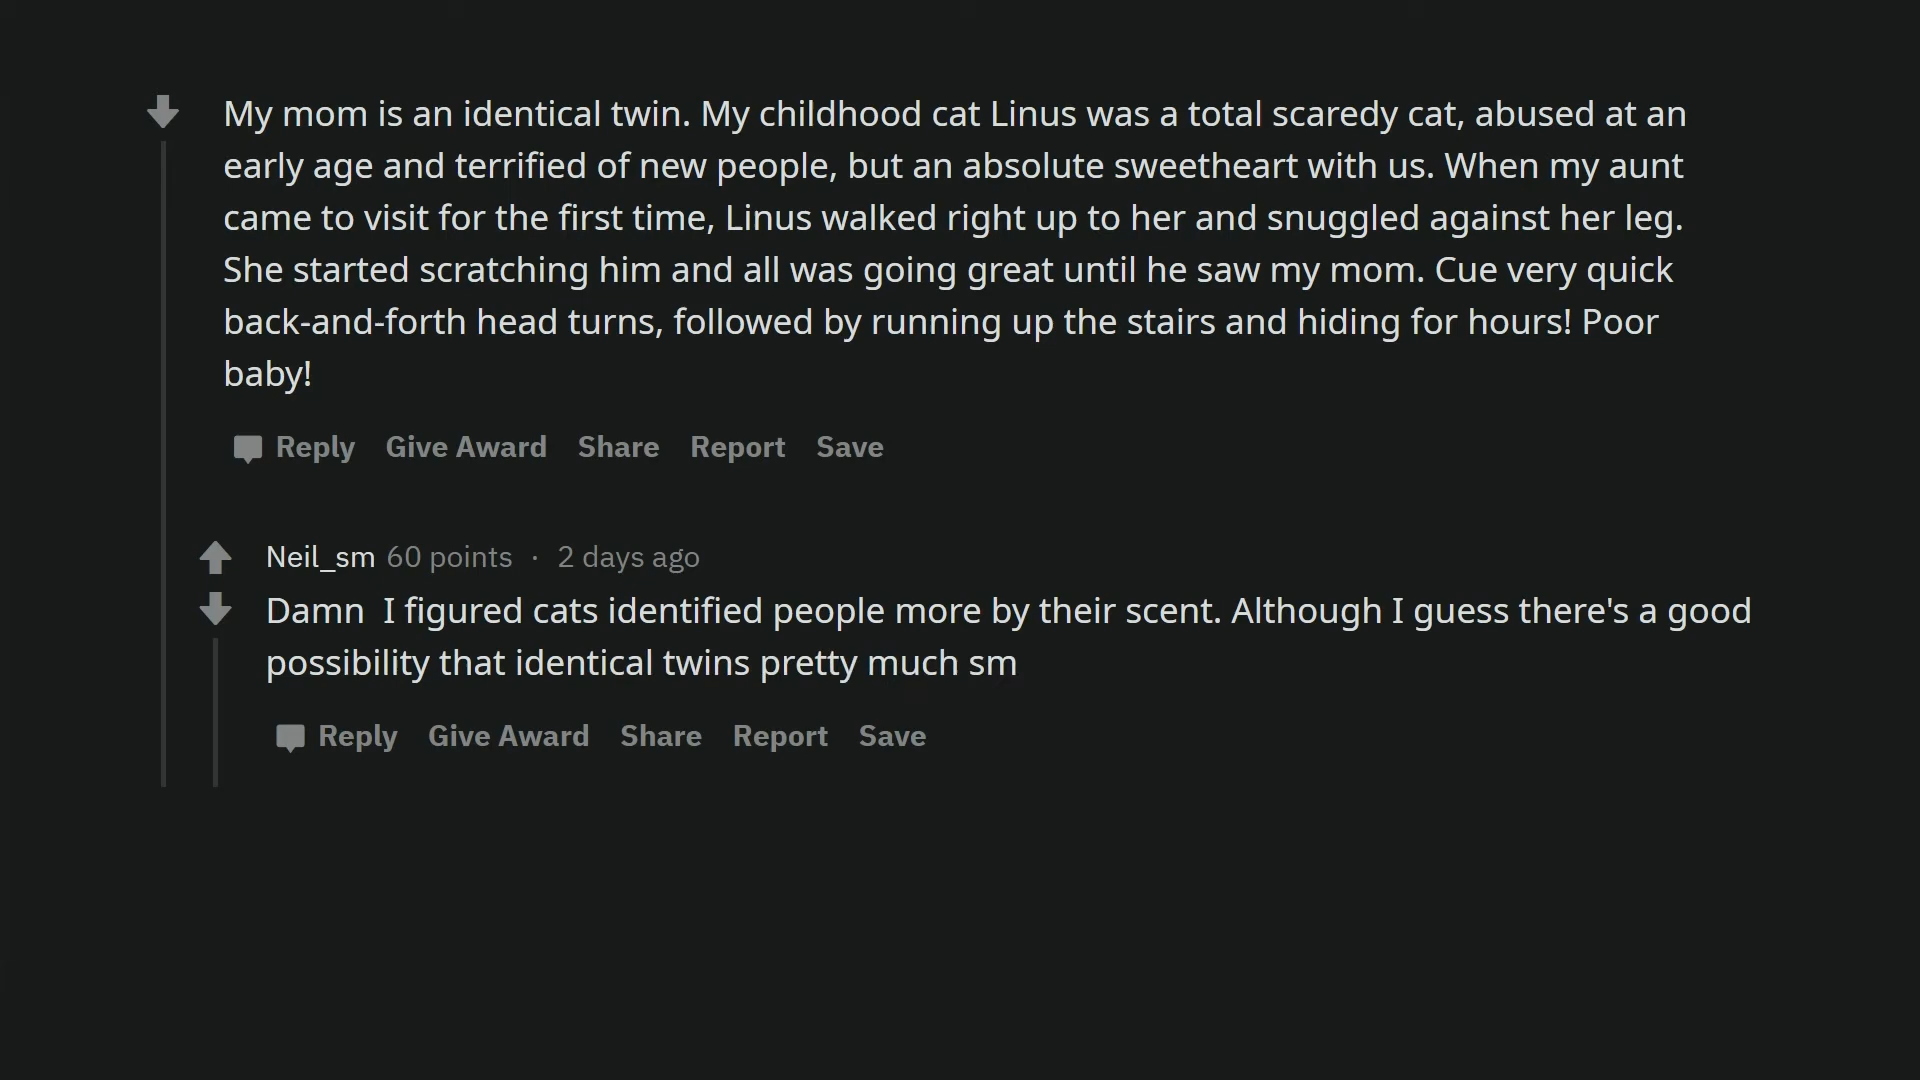 My mom is an identical twin. My childhood cat Linus was a total scaredy cat, abused at an
early age and terrified of new people, but an absolute sweetheart with us. When my aunt
came to visit for the first time, Linus walked right up to her and snuggled against her leg.
She started scratching him and all was going great until he saw my mom. Cue very quick
back-and-forth head turns, followed by running up the stairs and hiding for hours! Poor
baby!
Reply Give Award Share Report Save
Neil_sm 60 points · 2 days ago
Damn  I figured cats identified people more by their scent. Although I guess there's a good
possibility that identical twins pretty much sm
Reply Give Award Share Report Save